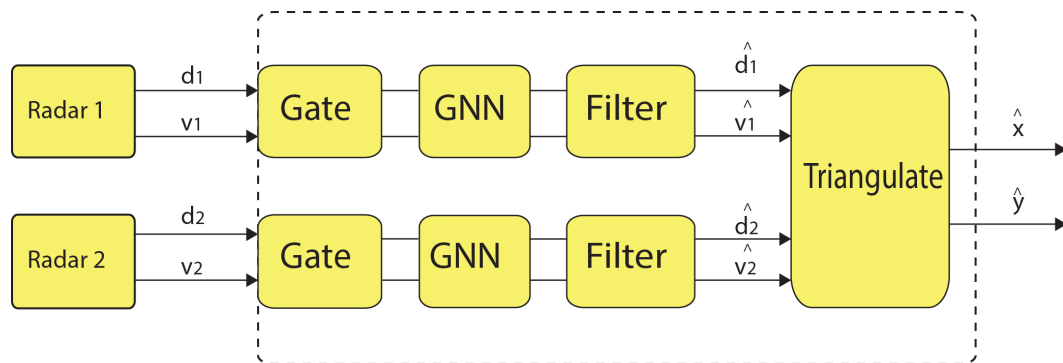 d1
v1
Radar 1
Gate
GNN
Filter
d̂1
v̂1
d2
v2
Radar 2
Gate
GNN
Filter
d̂2
v̂2
Triangulate
x̂
ŷ